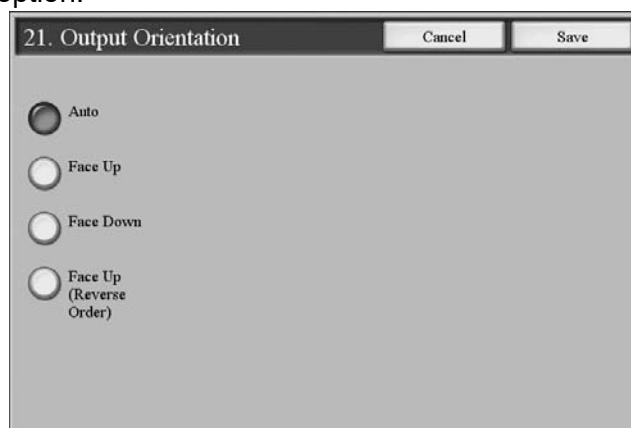 option.
21. Output Orientation
Cancel
Save
Auto
Face Up
Face Down
Face Up
(Reverse
Order)